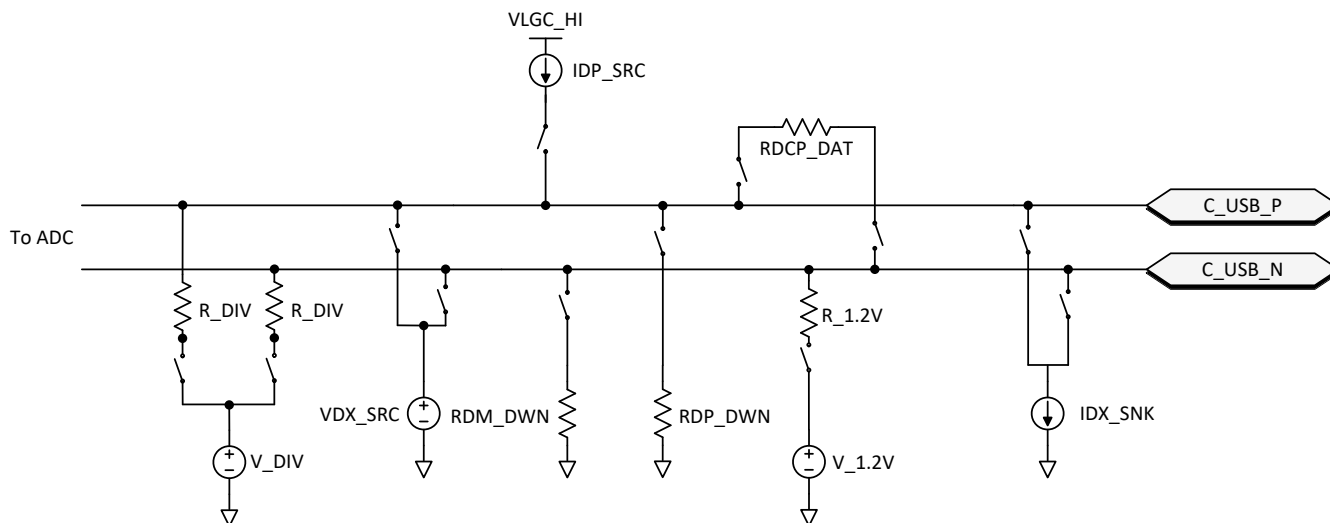 VLGC_HI
IDP_SRC
RDCP_DAT
C_USB_P
To ADC
C_USB_N
R_DIV
R_DIV
R_1.2V
VDX_SRC
RDM_DWN
RDP_DWN
IDX_SNK
V_DIV
V_1.2V